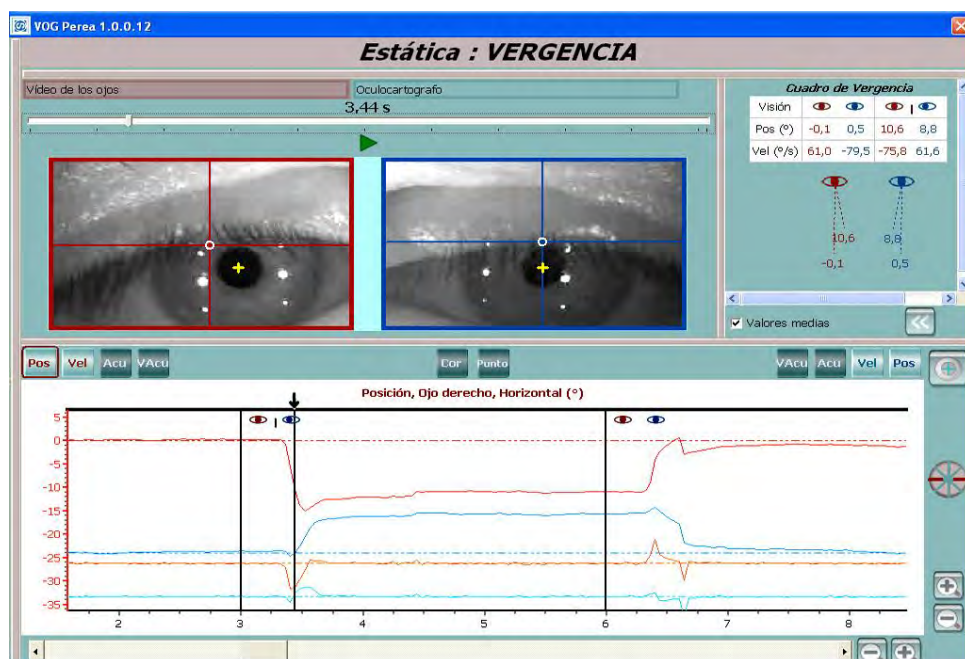 VOG Perea 1.0.0.12
Estática : VERGENCIA
Vídeo de los ojos
Oculocartografo
3,44 s
Cuadro de Vergencia
Visión I
Pos (º) -0,1 0,5 10,6 8,8
Vel (º/s) 61,0 -79,5 -75,8 61,6
10,6 8,8
-0,1 0,5
Valores medias
Pos Vel Acu VAcu Cor Punto VAcu Acu Vel Pos
Posición, Ojo derecho, Horizontal (º)
5
0
-5
-10
-15
-20
-25
-30
-35
2 3 4 5 6 7 8